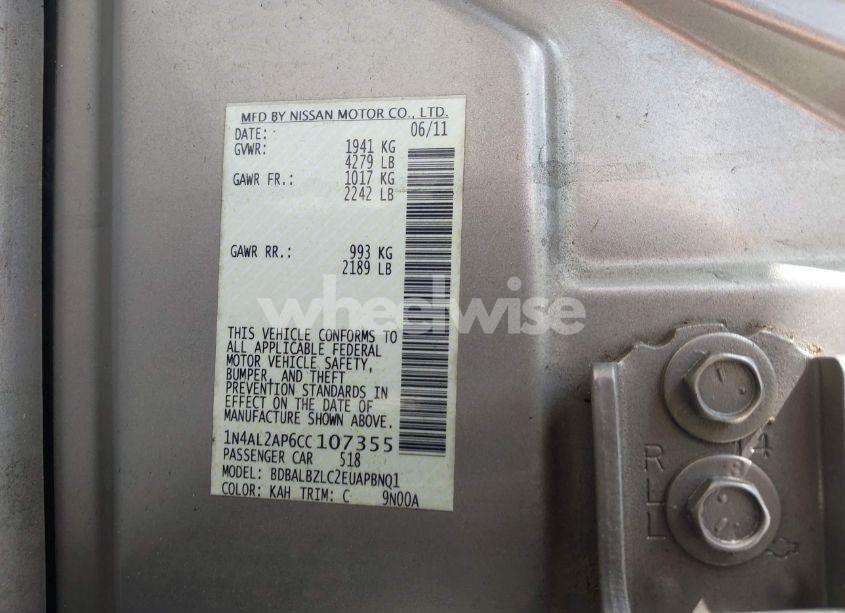 MFD BY NISSAN MOTOR CO., LTD.
DATE: 06/11
GVWR: 1941 KG
4279 LB
GAWR FR.: 1017 KG
2242 LB
GAWR RR.: 993 KG
2189 LB
wheelwise
THIS VEHICLE CONFORMS TO
ALL APPLICABLE FEDERAL
MOTOR VEHICLE SAFETY,
BUMPER, AND THEFT
PREVENTION STANDARDS IN
EFFECT ON THE DATE OF
MANUFACTURE SHOWN ABOVE.
1N4AL2AP6CC107355
PASSENGER CAR 518
MODEL: BDBALBZLC2EUAPBNQ1
COLOR: KAH TRIM: C 9N00A